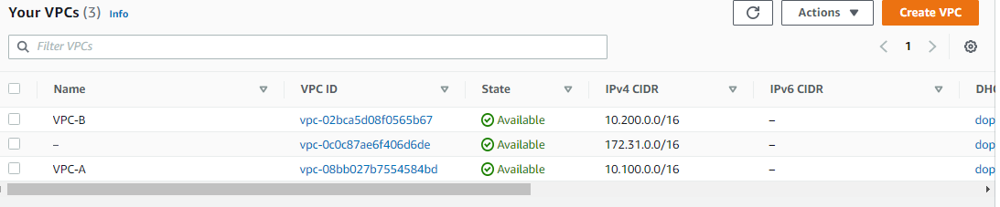 Your VPCs (3) Info Actions Create VPC
Filter VPCs 1
Name VPC ID State IPv4 CIDR IPv6 CIDR DHC
VPC-B vpc-02bca5d08f0565b67 Available 10.200.0.0/16 – dop
– vpc-0c0c87ae6f406d6de Available 172.31.0.0/16 – dop
VPC-A vpc-08bb027b7554584bd Available 10.100.0.0/16 – dop